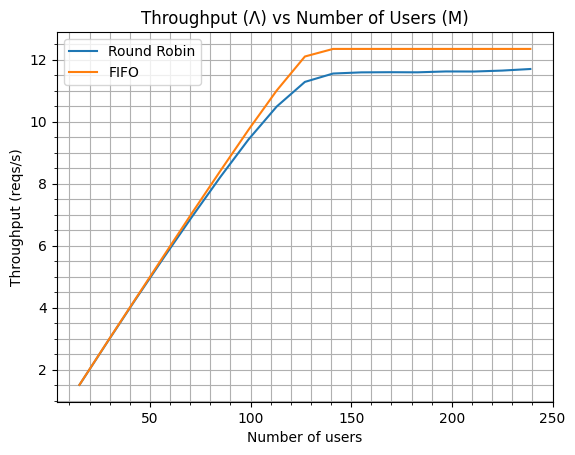 Throughput (Λ) vs Number of Users (M)
Round Robin
FIFO
Throughput (reqs/s)
12
10
8
6
4
2
50
100
150
200
250
Number of users